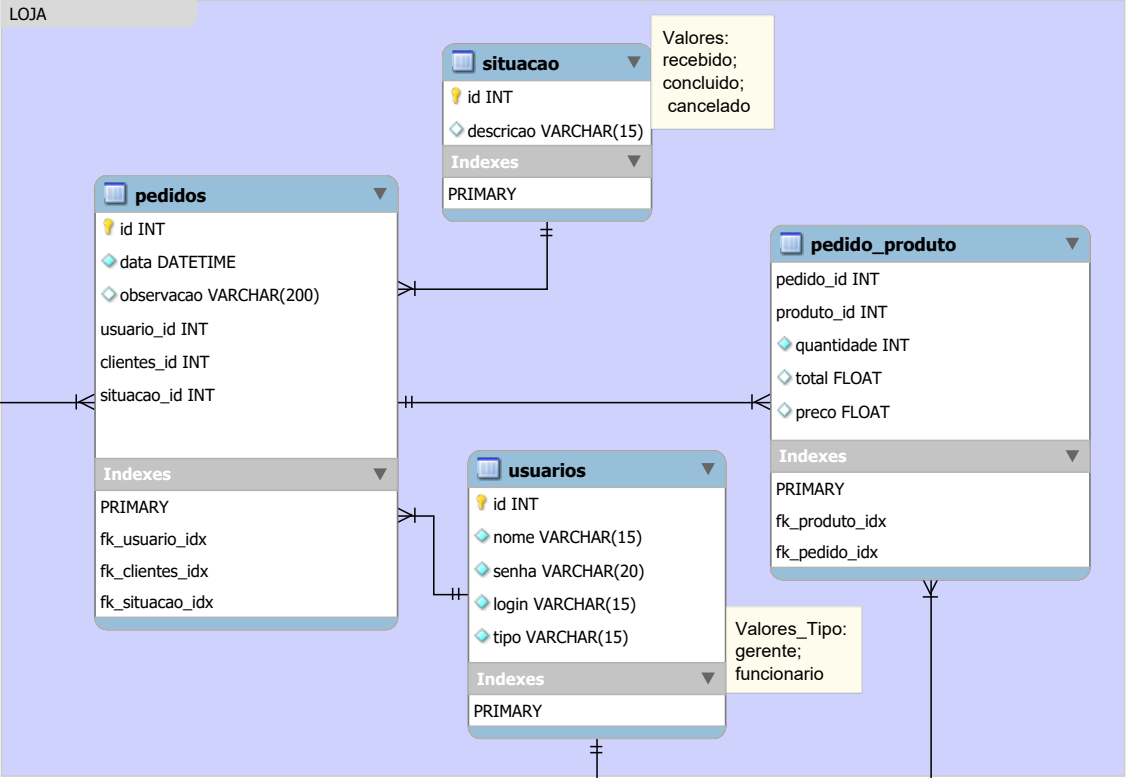 LOJA
situacao
id INT
descricao VARCHAR(15)
Indexes
PRIMARY
Valores:
recebido;
concluido;
cancelado
pedidos
id INT
data DATETIME
observacao VARCHAR(200)
usuario_id INT
clientes_id INT
situacao_id INT
Indexes
PRIMARY
fk_usuario_idx
fk_clientes_idx
fk_situacao_idx
pedido_produto
pedido_id INT
produto_id INT
quantidade INT
total FLOAT
preco FLOAT
Indexes
PRIMARY
fk_produto_idx
fk_pedido_idx
usuarios
id INT
nome VARCHAR(15)
senha VARCHAR(20)
login VARCHAR(15)
tipo VARCHAR(15)
Indexes
PRIMARY
Valores_Tipo:
gerente;
funcionario